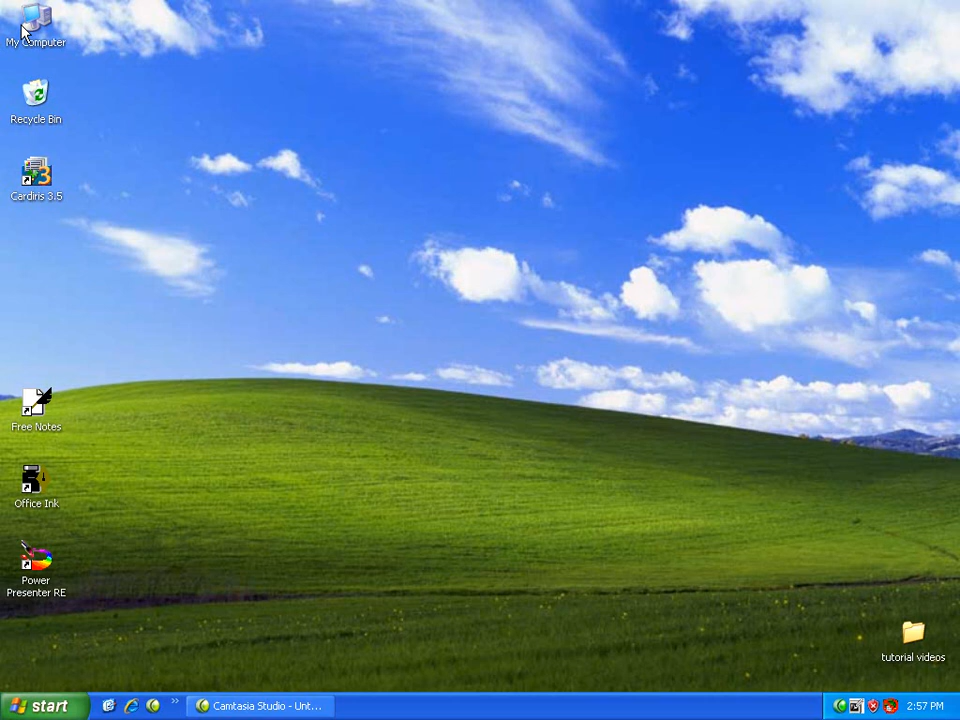 My Computer
Recycle Bin
Cardiris 3.5
Free Notes
Office Ink
Power
Presenter RE
tutorial videos
start
Camtasia Studio - Unt...
2:57 PM